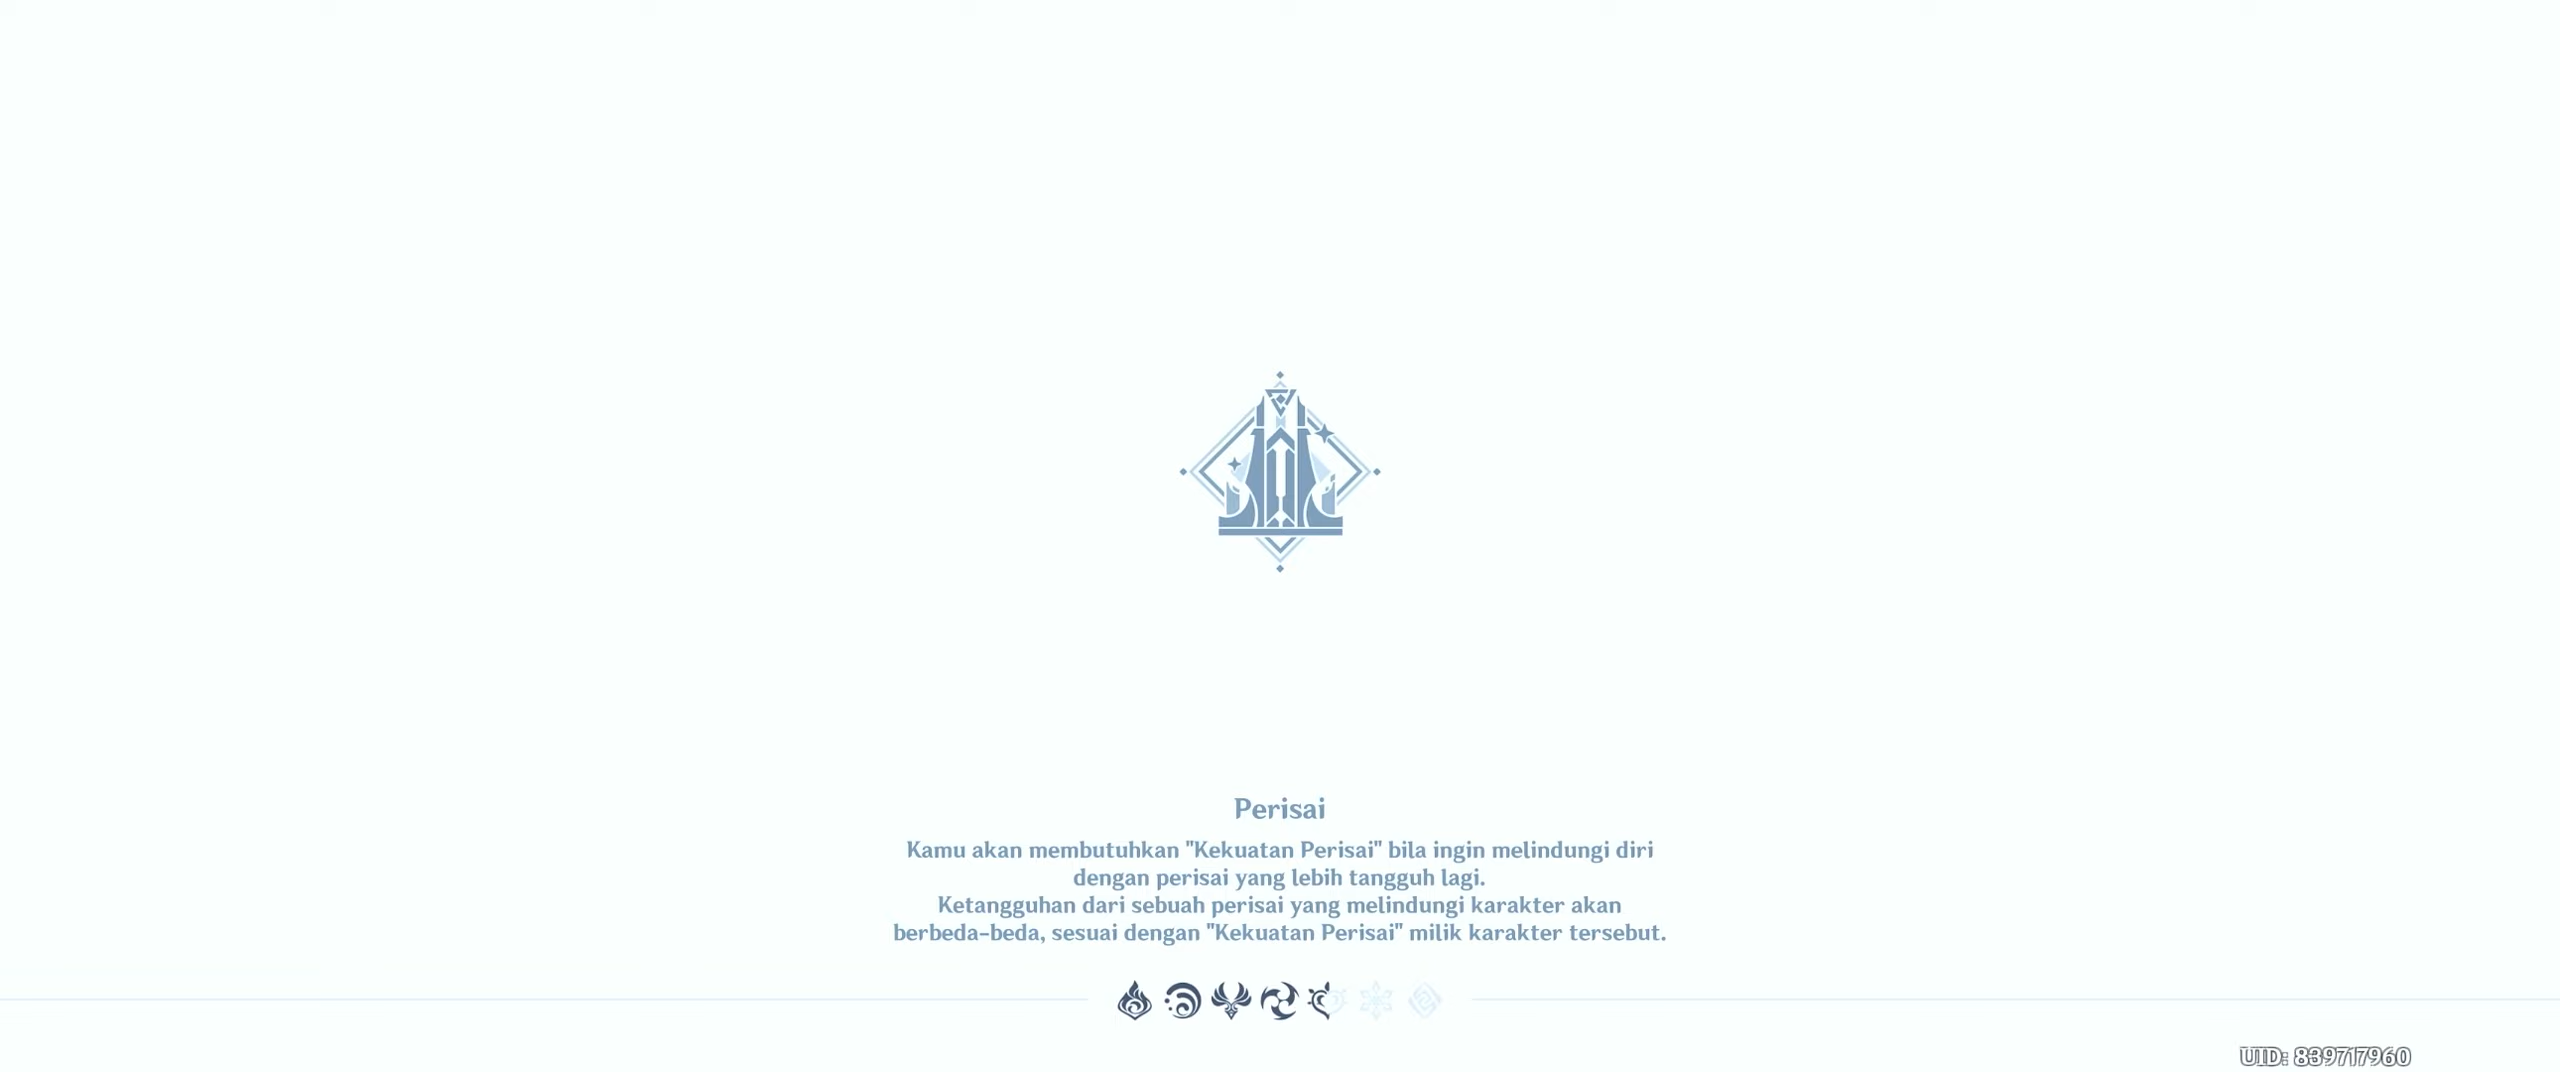 Perisai
Kamu akan membutuhkan "Kekuatan Perisai" bila ingin melindungi diri
dengan perisai yang lebih tangguh lagi.
Ketangguhan dari sebuah perisai yang melindungi karakter akan
berbeda-beda, sesuai dengan "Kekuatan Perisai" milik karakter tersebut.
UID: 839717960